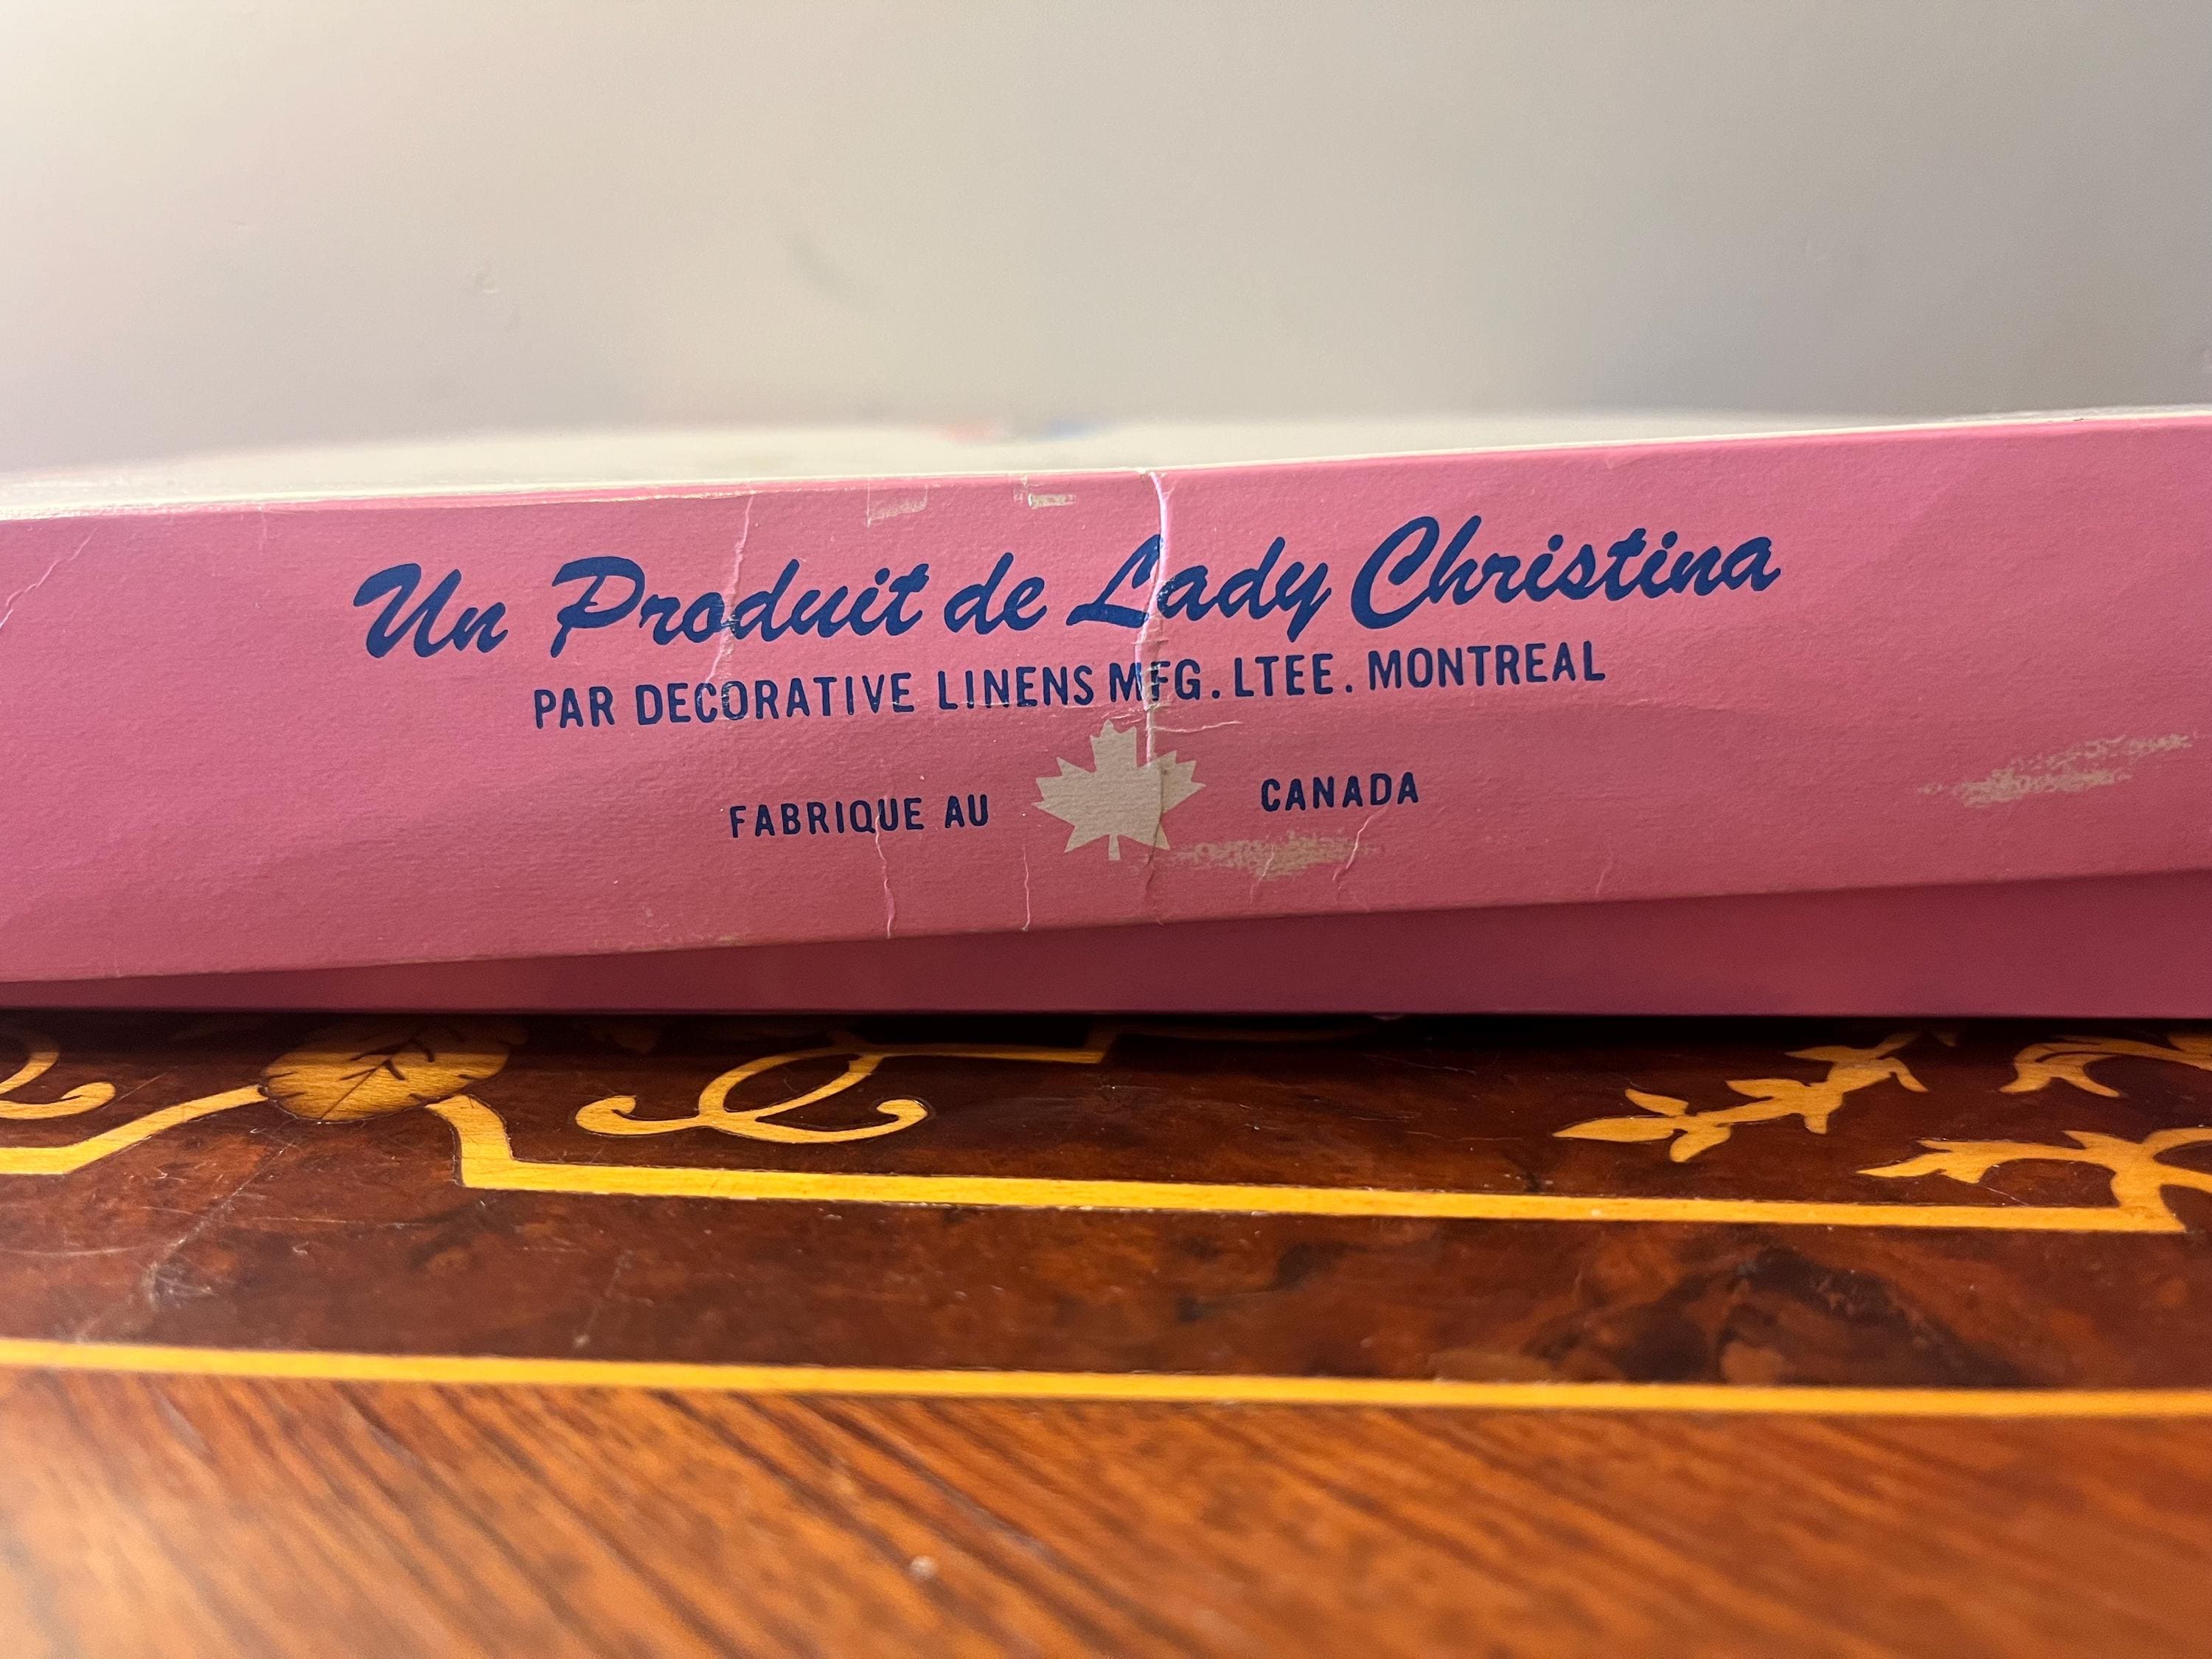 Un Produit de Lady Christina
PAR DECORATIVE LINENS MFG. LTEE. MONTREAL
FABRIQUE AU CANADA